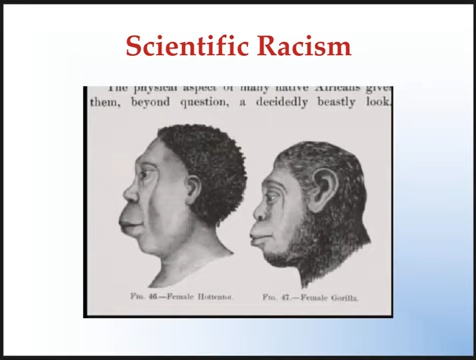 Scientific Racism
The physical aspect of many native Africans gives
them, beyond question, a decidedly beastly look.
Fig. 46.—Female Hottentot.
Fig. 47.—Female Gorilla.